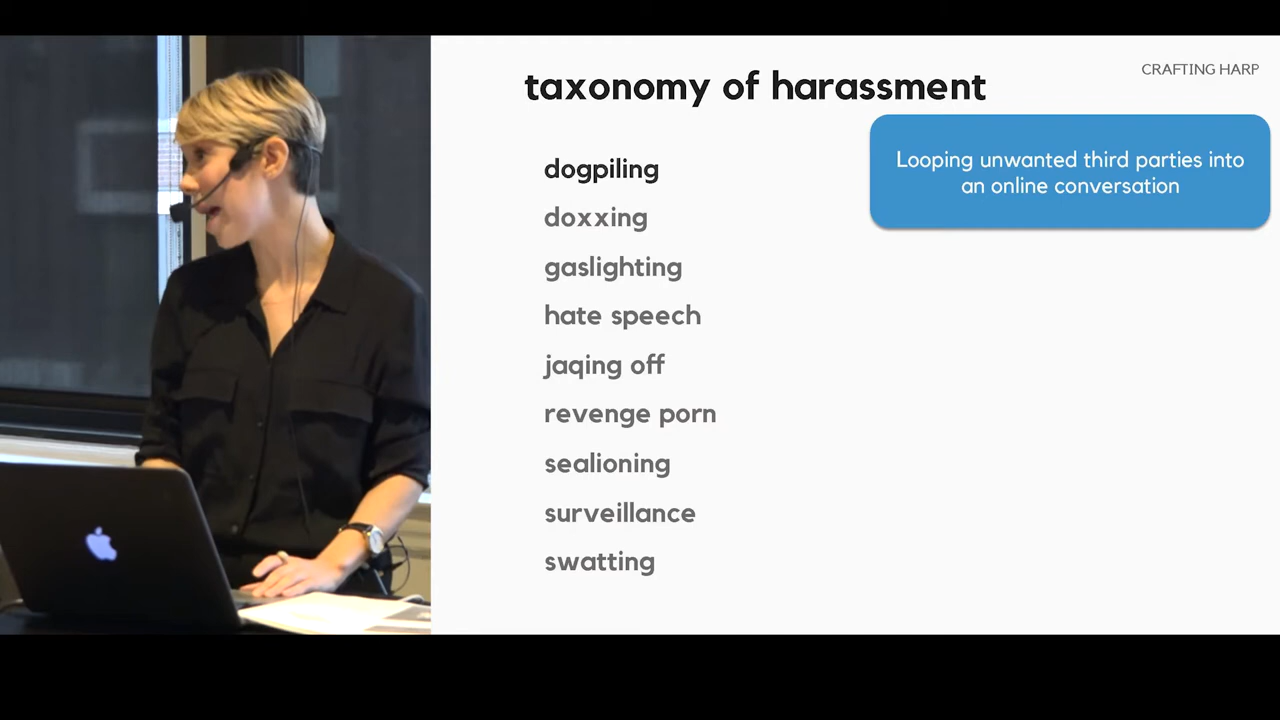 CRAFTING HARP
taxonomy of harassment
Looping unwanted third parties into
an online conversation
dogpiling
doxxing
gaslighting
hate speech
jaqing off
revenge porn
sealioning
surveillance
swatting